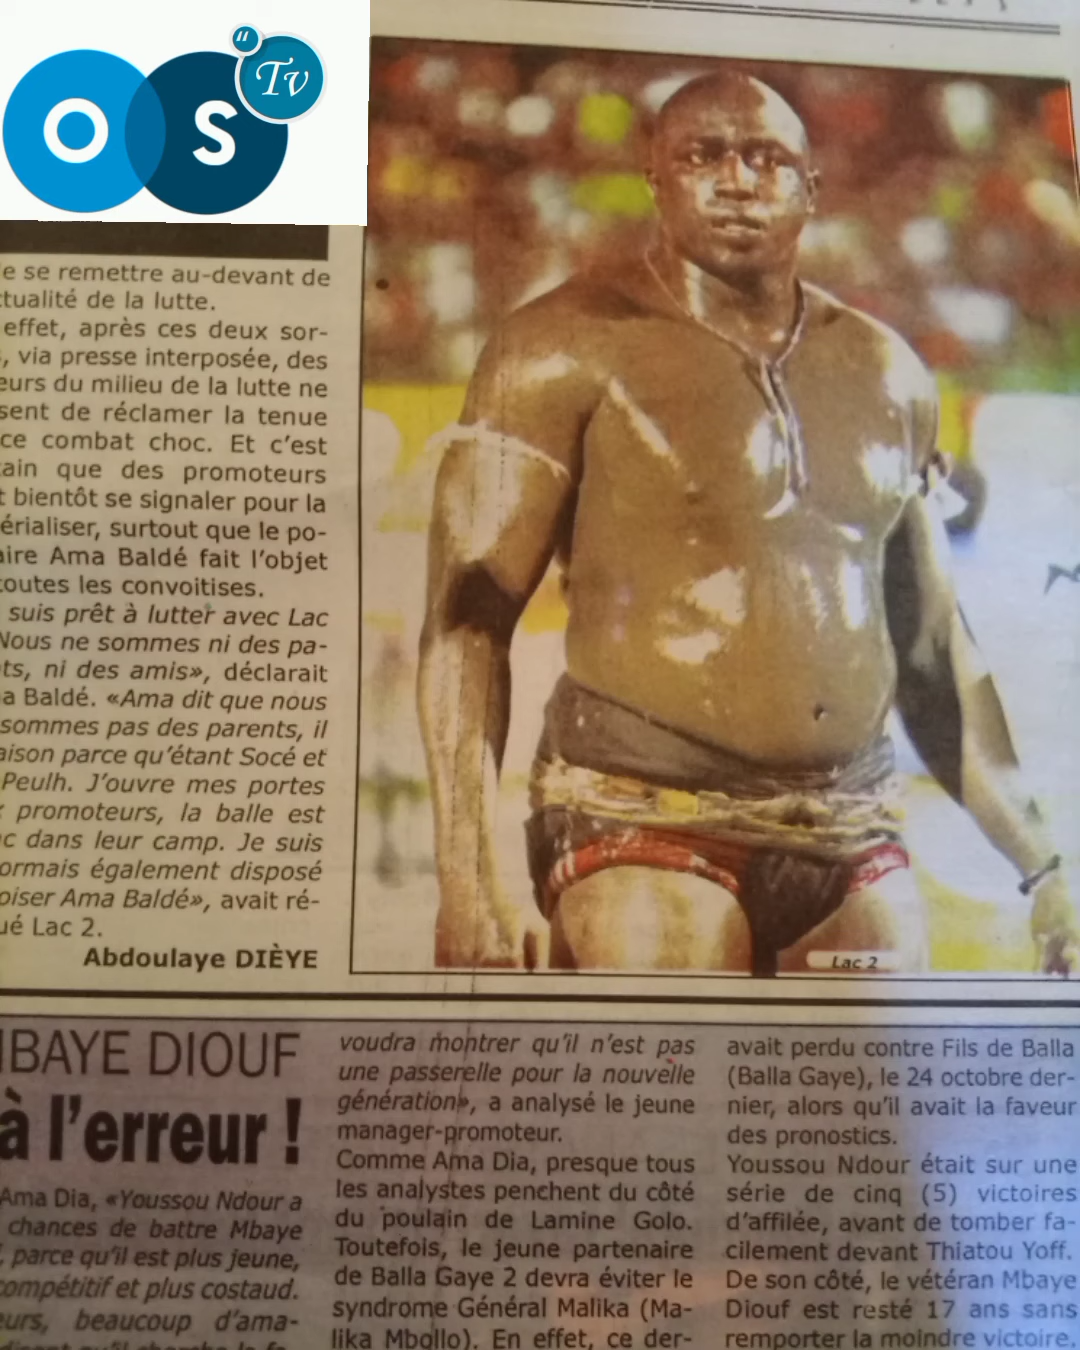 O S " Tv
se remettre au-devant de
ctualité de la lutte.
effet, après ces deux sor-
, via presse interposée, des
eurs du milieu de la lutte ne
sent de réclamer la tenue
ce combat choc. Et c'est
tain que des promoteurs
t bientôt se signaler pour la
érialiser, surtout que le po-
aire Ama Baldé fait l'objet
toutes les convoitises.
suis prêt à lutter avec Lac
Nous ne sommes ni des pa-
ts, ni des amis», déclarait
a Baldé. «Ama dit que nous
sommes pas des parents, il
aison parce qu'étant Socé et
Peulh. J'ouvre mes portes
x promoteurs, la balle est
c dans leur camp. Je suis
ormais également disposé
oiser Ama Baldé», avait ré-
ué Lac 2.
Abdoulaye DIÈYE
Lac 2
MBAYE DIOUF
à l'erreur !
Ama Dia, «Youssou Ndour a
chances de battre Mbaye
, parce qu'il est plus jeune,
compétitif et plus costaud.
eurs, beaucoup d'ama-
voudra montrer qu'il n'est pas
une passerelle pour la nouvelle
génération», a analysé le jeune
manager-promoteur.
Comme Ama Dia, presque tous
les analystes penchent du côté
du poulain de Lamine Golo.
Toutefois, le jeune partenaire
de Balla Gaye 2 devra éviter le
syndrome Général Malika (Ma-
lika Mbollo). En effet, ce der-
avait perdu contre Fils de Balla
(Balla Gaye), le 24 octobre der-
nier, alors qu'il avait la faveur
des pronostics.
Youssou Ndour était sur une
série de cinq (5) victoires
d'affilée, avant de tomber fa-
cilement devant Thiatou Yoff.
De son côté, le vétéran Mbaye
Diouf est resté 17 ans sans
remporter la moindre victoire.